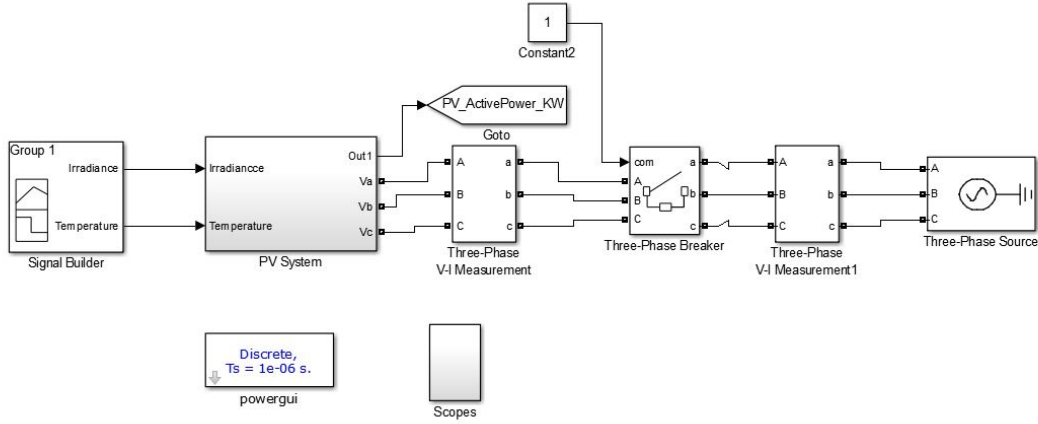 1
Constant2
PV_ActivePower_KW
Goto
Group 1
Irradiance
Temperature
Signal Builder
Irradiancce
Temperature
Out1
Va
Vb
Vc
PV System
A
B
C
a
b
c
Three-Phase
V-I Measurement
com
A
B
C
a
b
c
Three-Phase Breaker
A
B
C
a
b
c
Three-Phase
V-I Measurement1
A
B
C
Three-Phase Source
Discrete,
Ts = 1e-06 s.
powergui
Scopes